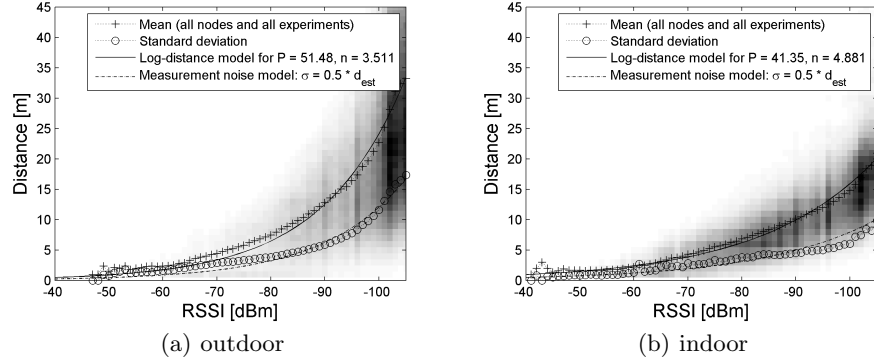 45
40
35
30
25
20
15
10
5
0
Distance [m]
Mean (all nodes and all experiments)
Standard deviation
Log-distance model for P = 51.48, n = 3.511
Measurement noise model: σ = 0.5 * d_est
-40 -50 -60 -70 -80 -90 -100
RSSI [dBm]
(a) outdoor
45
40
35
30
25
20
15
10
5
0
Distance [m]
Mean (all nodes and all experiments)
Standard deviation
Log-distance model for P = 41.35, n = 4.881
Measurement noise model: σ = 0.5 * d_est
-40 -50 -60 -70 -80 -90 -100
RSSI [dBm]
(b) indoor